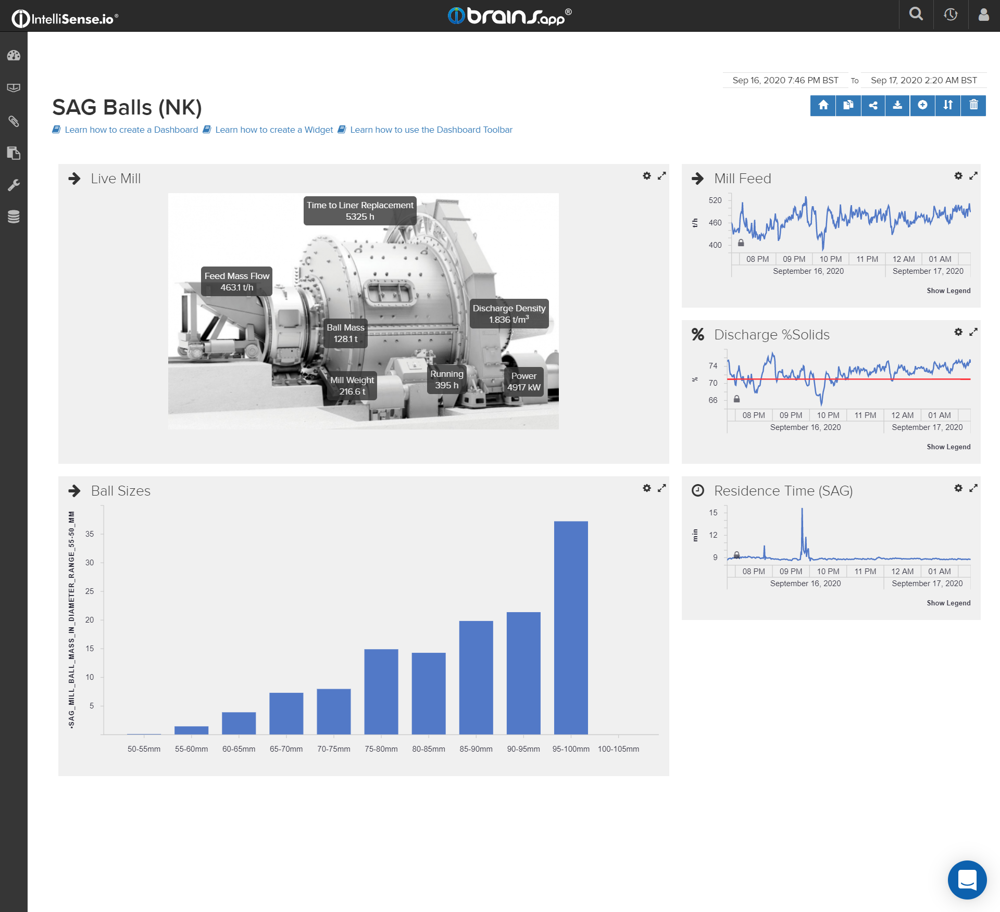 IntelliSense.io®
brains.app®
Sep 16, 2020 7:46 PM BST To Sep 17, 2020 2:20 AM BST
SAG Balls (NK)
Learn how to create a Dashboard Learn how to create a Widget Learn how to use the Dashboard Toolbar
Live Mill
Time to Liner Replacement
5325 h
Feed Mass Flow
463.1 t/h
Discharge Density
1.836 t/m³
Ball Mass
128.1 t
Mill Weight
216.6 t
Running
395 h
Power
4917 kW
Mill Feed
t/h
520
460
400
08 PM 09 PM 10 PM 11 PM 12 AM 01 AM
September 16, 2020 September 17, 2020
Show Legend
% Discharge %Solids
%
74
70
66
08 PM 09 PM 10 PM 11 PM 12 AM 01 AM
September 16, 2020 September 17, 2020
Show Legend
Ball Sizes
•SAG_MILL_BALL_MASS_IN_DIAMETER_RANGE_55-50_MM
35
30
25
20
15
10
5
50-55mm 55-60mm 60-65mm 65-70mm 70-75mm 75-80mm 80-85mm 85-90mm 90-95mm 95-100mm 100-105mm
Residence Time (SAG)
min
15
12
9
08 PM 09 PM 10 PM 11 PM 12 AM 01 AM
September 16, 2020 September 17, 2020
Show Legend